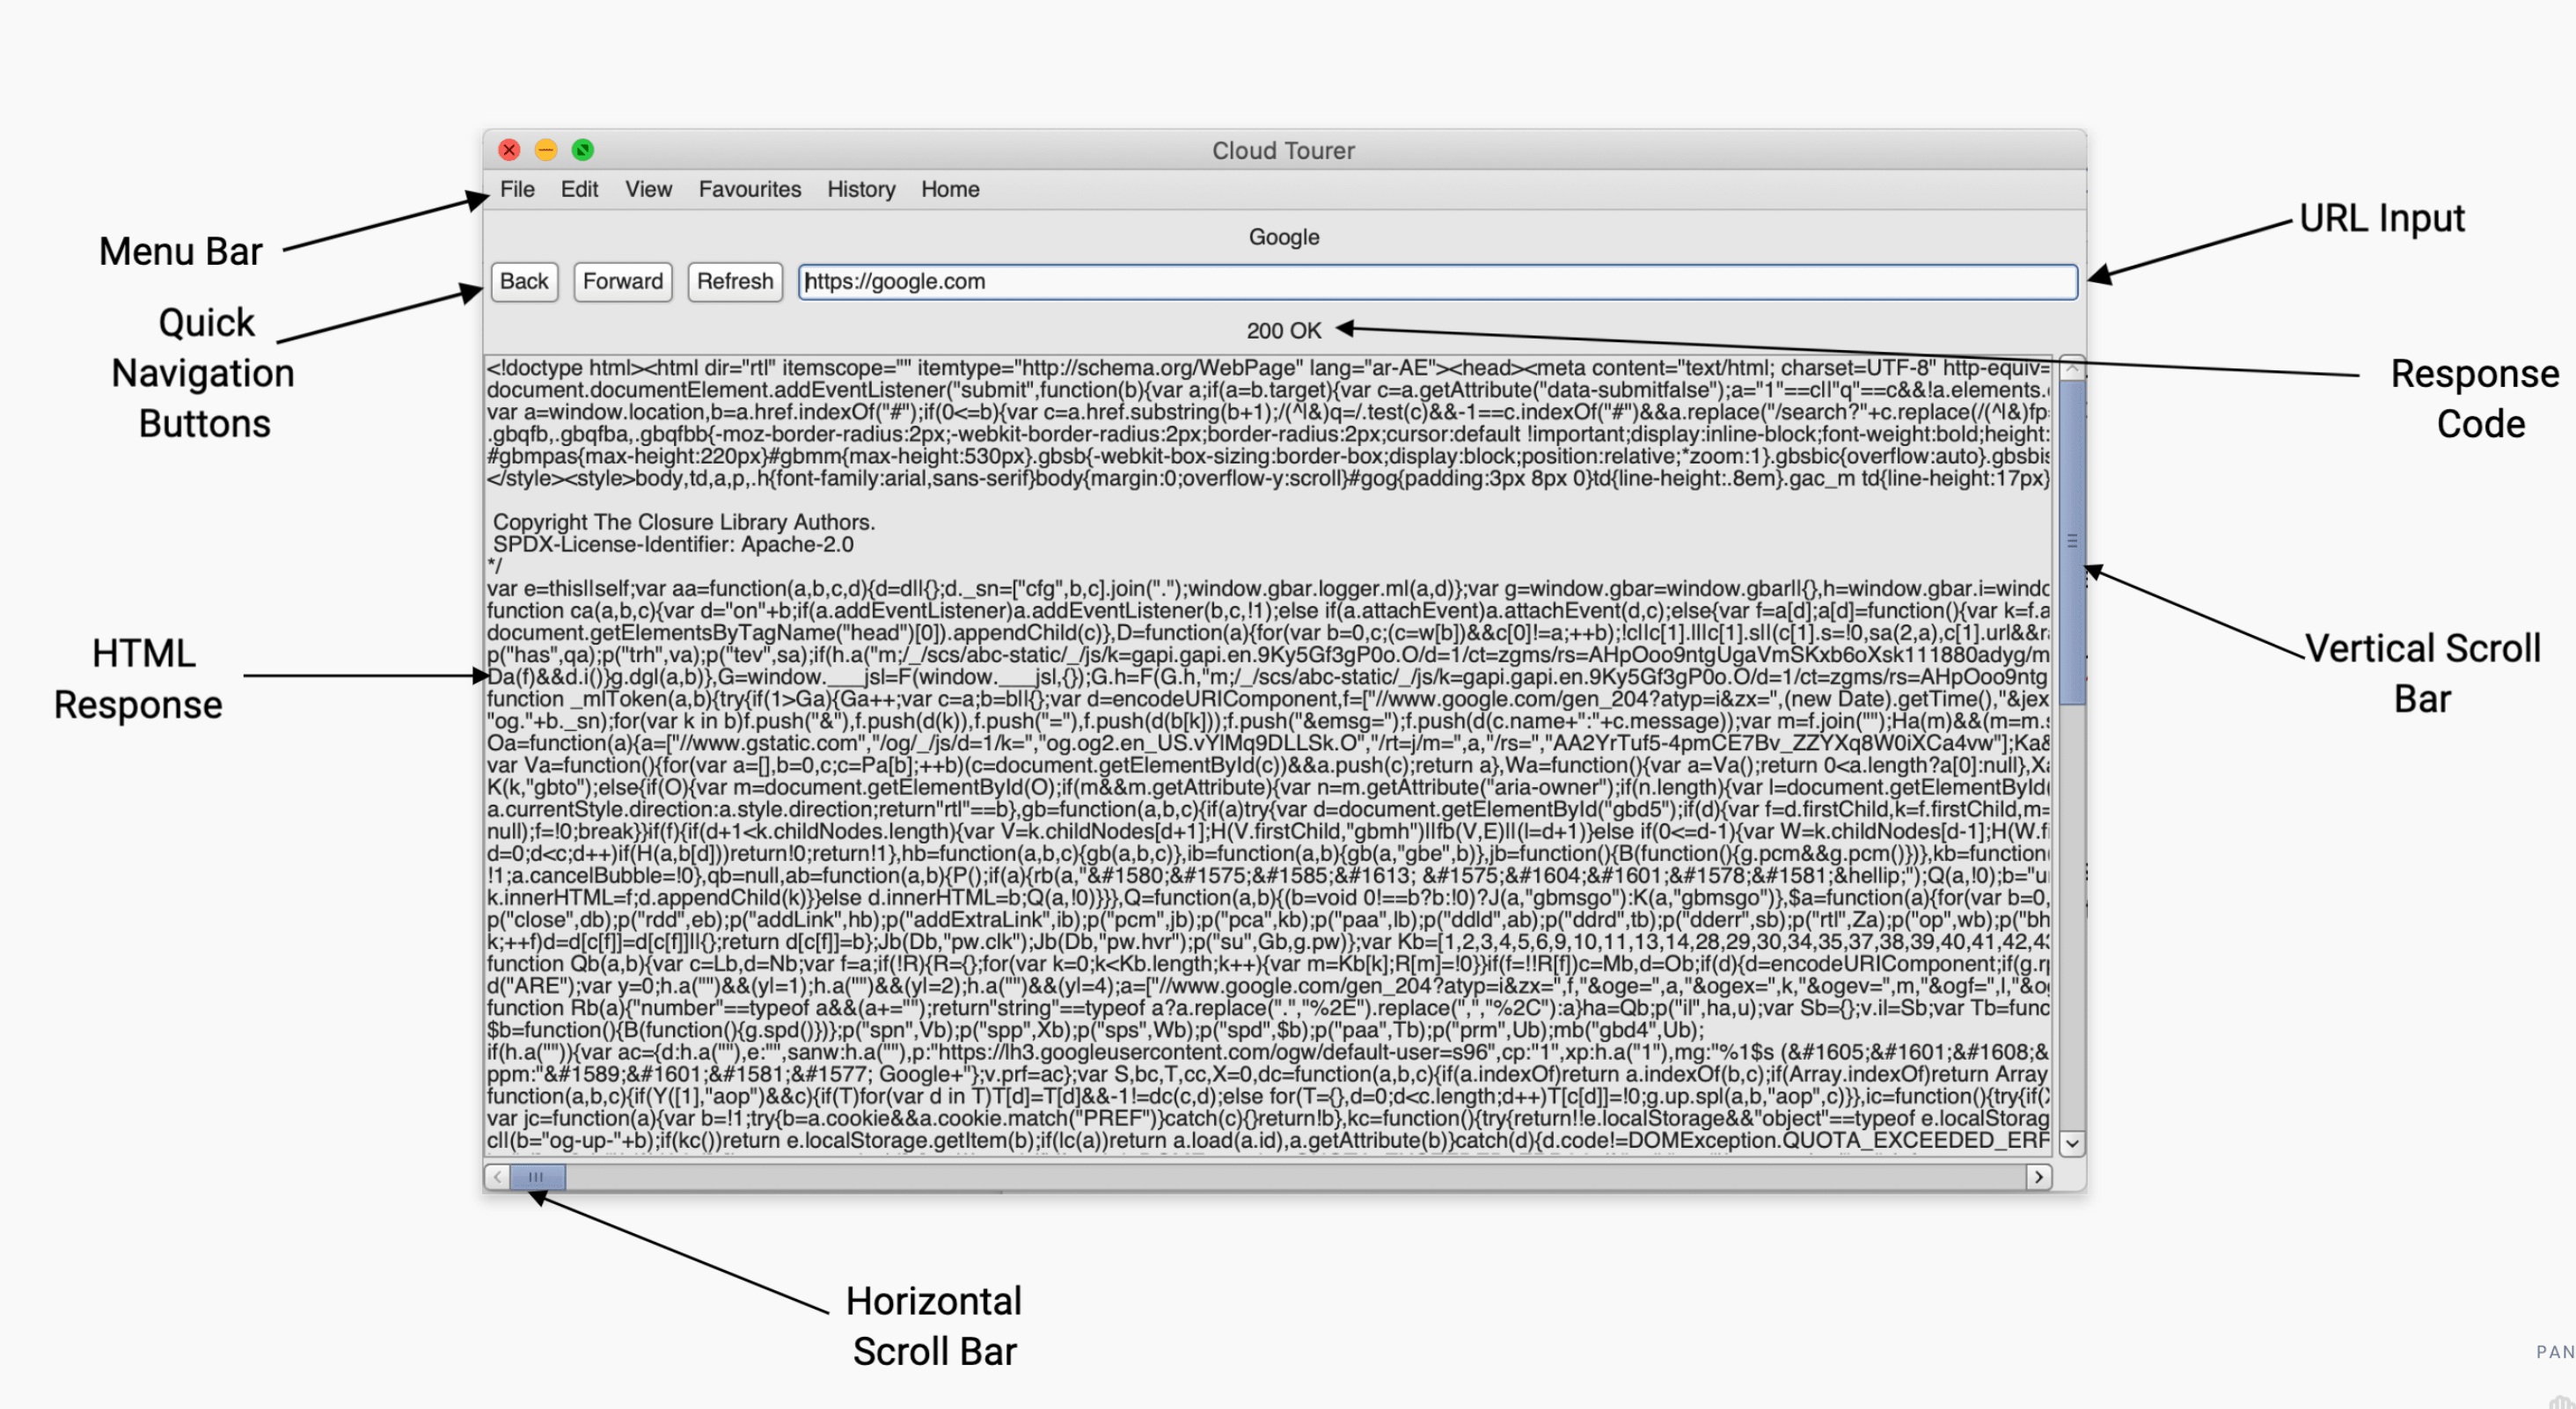 Cloud Tourer
File Edit View Favourites History Home
Menu Bar
URL Input
Google
Back Forward Refresh https://google.com
Quick
Navigation
Buttons
200 OK
Response
Code
<!doctype html><html dir="rtl" itemscope="" itemtype="http://schema.org/WebPage" lang="ar-AE"><head><meta content="text/html; charset=UTF-8" http-equiv=
document.documentElement.addEventListener("submit",function(b){var a;if(a=b.target){var c=a.getAttribute("data-submitfalse");a="1"==c||"q"==c&&!a.elements.
var a=window.location,b=a.href.indexOf("#");if(0<=b){var c=a.href.substring(b+1);/(^|&)q=/.test(c)&&-1==c.indexOf("#")&&a.replace("/search?"+c.replace(/(^|&)fp
.gbqfb,.gbqfba,.gbqfbb{-moz-border-radius:2px;-webkit-border-radius:2px;border-radius:2px;cursor:default !important;display:inline-block;font-weight:bold;height:
#gbmpas{max-height:220px}#gbmm{max-height:530px}.gbsb{-webkit-box-sizing:border-box;display:block;position:relative;*zoom:1}.gbsbic{overflow:auto}.gbsbis
</style><style>body,td,a,p,.h{font-family:arial,sans-serif}body{margin:0;overflow-y:scroll}#gog{padding:3px 8px 0}td{line-height:.8em}.gac_m td{line-height:17px}
Copyright The Closure Library Authors.
SPDX-License-Identifier: Apache-2.0
*/
var e=this||self;var aa=function(a,b,c,d){d=d||{};d._sn=["cfg",b,c].join(".");window.gbar.logger.ml(a,d)};var g=window.gbar=window.gbar||{},h=window.gbar.i=windo
function ca(a,b,c){var d="on"+b;if(a.addEventListener)a.addEventListener(b,c,!1);else if(a.attachEvent)a.attachEvent(d,c);else{var f=a[d];a[d]=function(){var k=f.a
document.getElementsByTagName("head")[0]).appendChild(c)},D=function(a){for(var b=0,c;(c=w[b])&&c[0]!=a;++b);!c||c[1].l||c[1].s||(c[1].s=!0,sa(2,a),c[1].url&&ra
p("has",qa);p("trh",va);p("tev",sa);if(h.a("m;/_/scs/abc-static/_/js/k=gapi.gapi.en.9Ky5Gf3gP0o.O/d=1/ct=zgms/rs=AHpOoo9ntgUgaVmSKxb6oXsk111880adyg/m
Da(f)&&d.i()}g.dgl(a,b)},G=window.___jsl=F(window.___jsl,{});G.h=F(G.h,"m;/_/scs/abc-static/_/js/k=gapi.gapi.en.9Ky5Gf3gP0o.O/d=1/ct=zgms/rs=AHpOoo9ntg
function _mlToken(a,b){try{if(1>Ga){Ga++;var c=a;b=b||{};var d=encodeURIComponent,f=["//www.google.com/gen_204?atyp=i&zx=",(new Date).getTime(),"&jex
"og."+b._sn);for(var k in b)f.push("&"),f.push(d(k)),f.push("="),f.push(d(b[k]));f.push("&emsg=");f.push(d(c.name+":"+c.message));var m=f.join("");Ha(m)&&(m=m.s
Oa=function(a){a=["//www.gstatic.com","/og/_/js/d=1/k=","og.og2.en_US.vYlMq9DLLSk.O","/rt=j/m=",a,"/rs=","AA2YrTuf5-4pmCE7Bv_ZZYXq8W0iXCa4vw"];Ka&
var Va=function(){for(var a=[],b=0,c;c=Pa[b];++b)(c=document.getElementById(c))&&a.push(c);return a},Wa=function(){var a=Va();return 0<a.length?a[0]:null},Xa
K(k,"gbto");else{if(O){var m=document.getElementById(O);if(m&&m.getAttribute){var n=m.getAttribute("aria-owner");if(n.length){var l=document.getElementById(
a.currentStyle.direction:a.style.direction;return"rtl"==b},gb=function(a,b,c){if(a)try{var d=document.getElementById("gbd5");if(d){var f=d.firstChild,k=f.firstChild,m=
null);f=!0;break}}if(f){if(d+1<k.childNodes.length){var V=k.childNodes[d+1];H(V.firstChild,"gbmh")||fb(V,E)||(l=d+1)}else if(0<=d-1){var W=k.childNodes[d-1];H(W.fi
d=0;d<c;d++)if(H(a,b[d]))return!0;return!1},hb=function(a,b,c){gb(a,b,c)},ib=function(a,b){gb(a,"gbe",b)},jb=function(){B(function(){g.pcm&&g.pcm()})},kb=function(
!1;a.cancelBubble=!0},qb=null,ab=function(a,b){P();if(a){rb(a,"&#1580;&#1575;&#1585;&#1613; &#1575;&#1604;&#1601;&#1578;&#1581;&hellip;");Q(a,!0);b="u
k.innerHTML=f;d.appendChild(k)}}else d.innerHTML=b;Q(a,!0)}}},Q=function(a,b){(b=void 0!==b?b:!0)?J(a,"gbmsgo"):K(a,"gbmsgo")},$a=function(a){for(var b=0,
p("close",db);p("rdd",eb);p("addLink",hb);p("addExtraLink",ib);p("pcm",jb);p("pca",kb);p("paa",lb);p("ddld",ab);p("ddrd",tb);p("dderr",sb);p("rtl",Za);p("op",wb);p("bh
k;++f)d=d[c[f]]=d[c[f]]||{};return d[c[f]]=b};Jb(Db,"pw.clk");Jb(Db,"pw.hvr");p("su",Gb,g.pw)};var Kb=[1,2,3,4,5,6,9,10,11,13,14,28,29,30,34,35,37,38,39,40,41,42,43
function Qb(a,b){var c=Lb,d=Nb;var f=a;if(!R){R={};for(var k=0;k<Kb.length;k++){var m=Kb[k];R[m]=!0}}if(f=!!R[f])c=Mb,d=Ob;if(d){d=encodeURIComponent;if(g.rp
d("ARE");var y=0;h.a("")&&(yl=1);h.a("")&&(yl=2);h.a("")&&(yl=4);a=["//www.google.com/gen_204?atyp=i&zx=",f,"&oge=",a,"&ogex=",k,"&ogev=",m,"&ogf=",l,"&og
function Rb(a){"number"==typeof a&&(a+="");return"string"==typeof a?a.replace(".","%2E").replace(",","%2C"):a}ha=Qb;p("il",ha,u);var Sb={};v.il=Sb;var Tb=func
$b=function(){B(function(){g.spd()})};p("spn",Vb);p("spp",Xb);p("sps",Wb);p("spd",$b);p("paa",Tb);p("prm",Ub);mb("gbd4",Ub);
if(h.a("")){var ac={d:h.a(""),e:"",sanw:h.a(""),p:"https://lh3.googleusercontent.com/ogw/default-user=s96",cp:"1",xp:h.a("1"),mg:"%1$s (&#1605;&#1601;&#1608;&
ppm:"&#1589;&#1601;&#1581;&#1577; Google+"};v.prf=ac};var S,bc,T,cc,X=0,dc=function(a,b,c){if(a.indexOf)return a.indexOf(b,c);if(Array.indexOf)return Array
function(a,b,c){if(Y([1],"aop")&&c){if(T)for(var d in T)T[d]=T[d]&&-1!=dc(c,d);else for(T={},d=0;d<c.length;d++)T[c[d]]=!0;g.up.spl(a,b,"aop",c)}},ic=function(){try{if(
var jc=function(a){var b=!1;try{b=a.cookie&&a.cookie.match("PREF")}catch(c){}return!b},kc=function(){try{return!!e.localStorage&&"object"==typeof e.localStorag
c||(b="og-up-"+b);if(kc())return e.localStorage.getItem(b);if(lc(a))return a.load(a.id),a.getAttribute(b)}catch(d){d.code!=DOMException.QUOTA_EXCEEDED_ERR
HTML
Response
Vertical Scroll
Bar
Horizontal
Scroll Bar
PAN